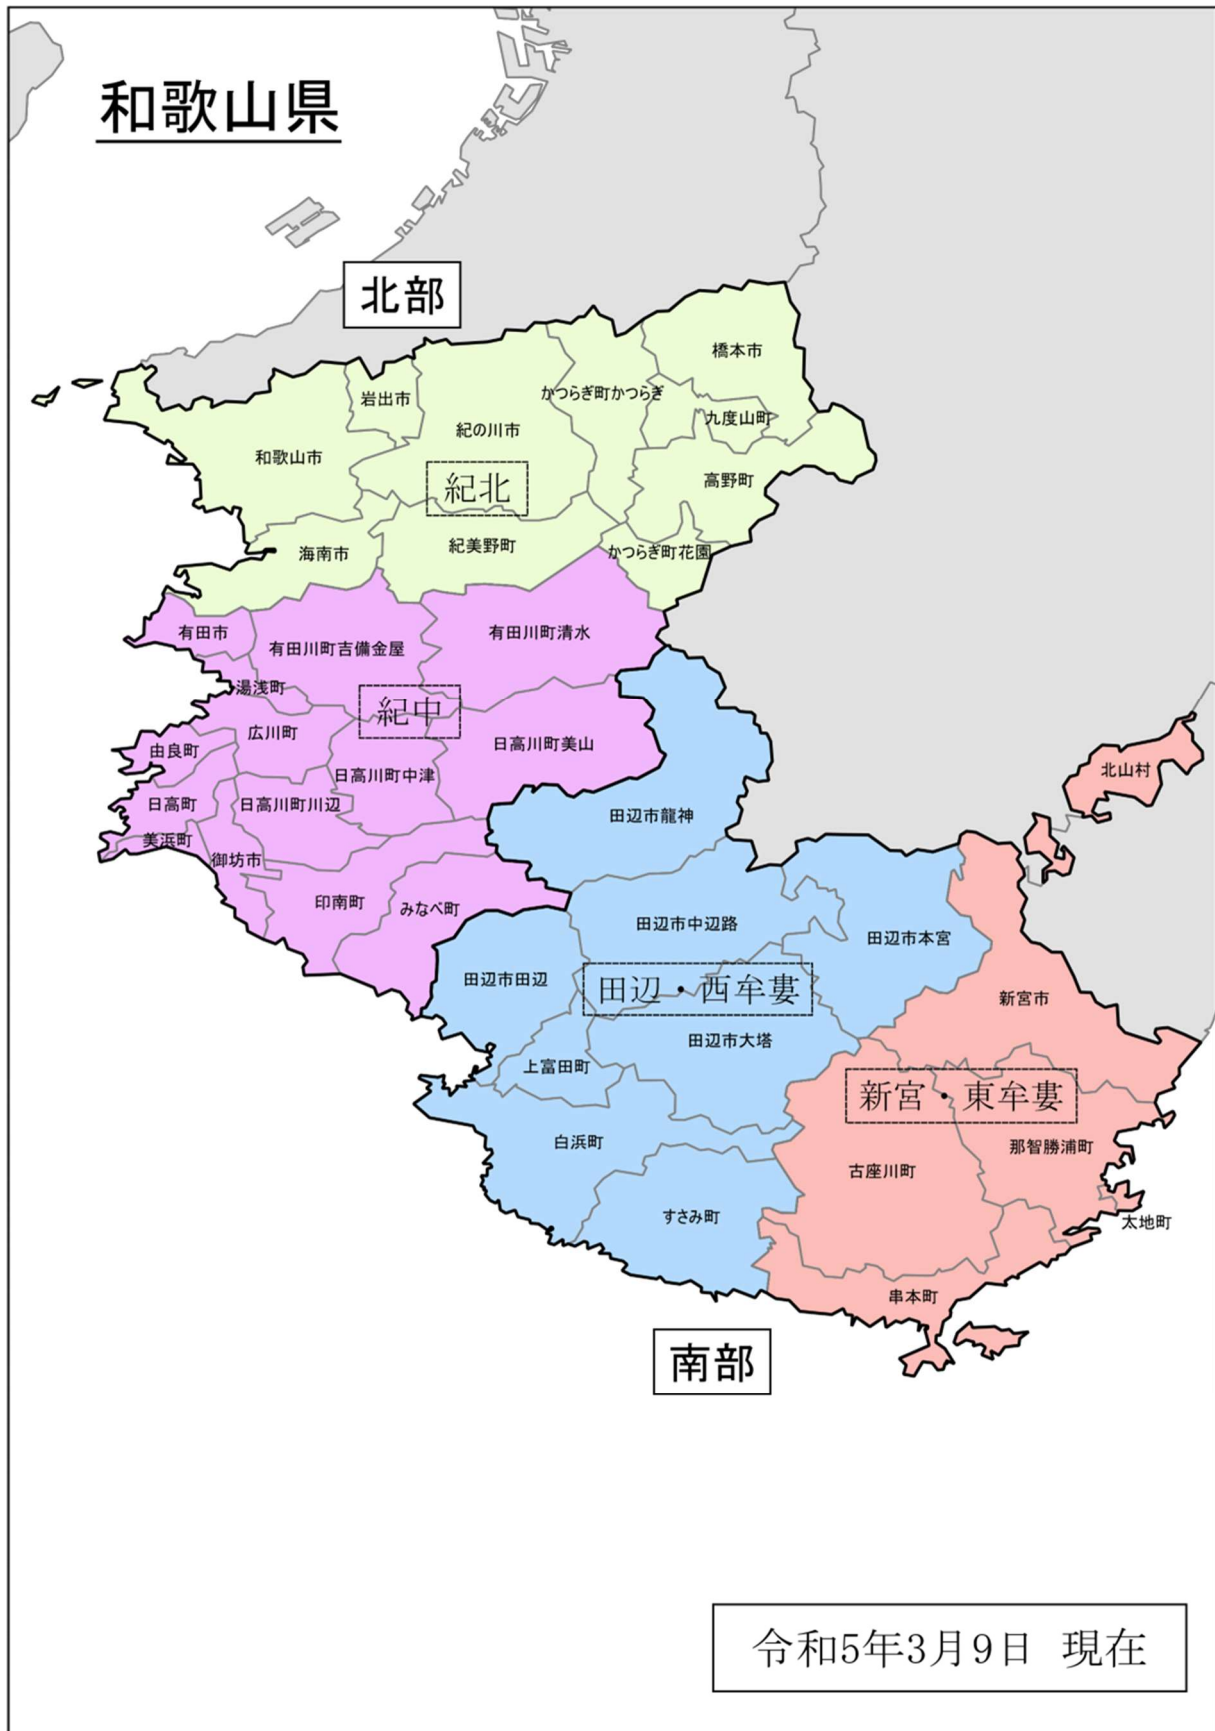 和歌山県
北部
橋本市
かつらぎ町かつらぎ
岩出市
九度山町
紀の川市
和歌山市
高野町
紀北
海南市
紀美野町
かつらぎ町花園
有田市
有田川町清水
有田川町吉備金屋
湯浅町
紀中
広川町
日高川町美山
由良町
日高川町中津
北山村
日高町
日高川町川辺
田辺市龍神
美浜町
御坊市
印南町
みなべ町
田辺市中辺路
田辺市本宮
田辺市田辺
田辺・西牟婁
新宮市
田辺市大塔
上富田町
新宮・東牟婁
白浜町
那智勝浦町
古座川町
すさみ町
太地町
串本町
南部
令和5年3月9日 現在